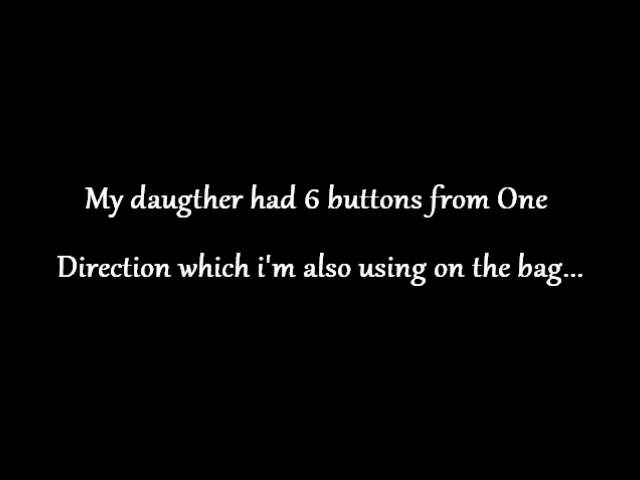 My daugther had 6 buttons from One
Direction which i'm also using on the bag...